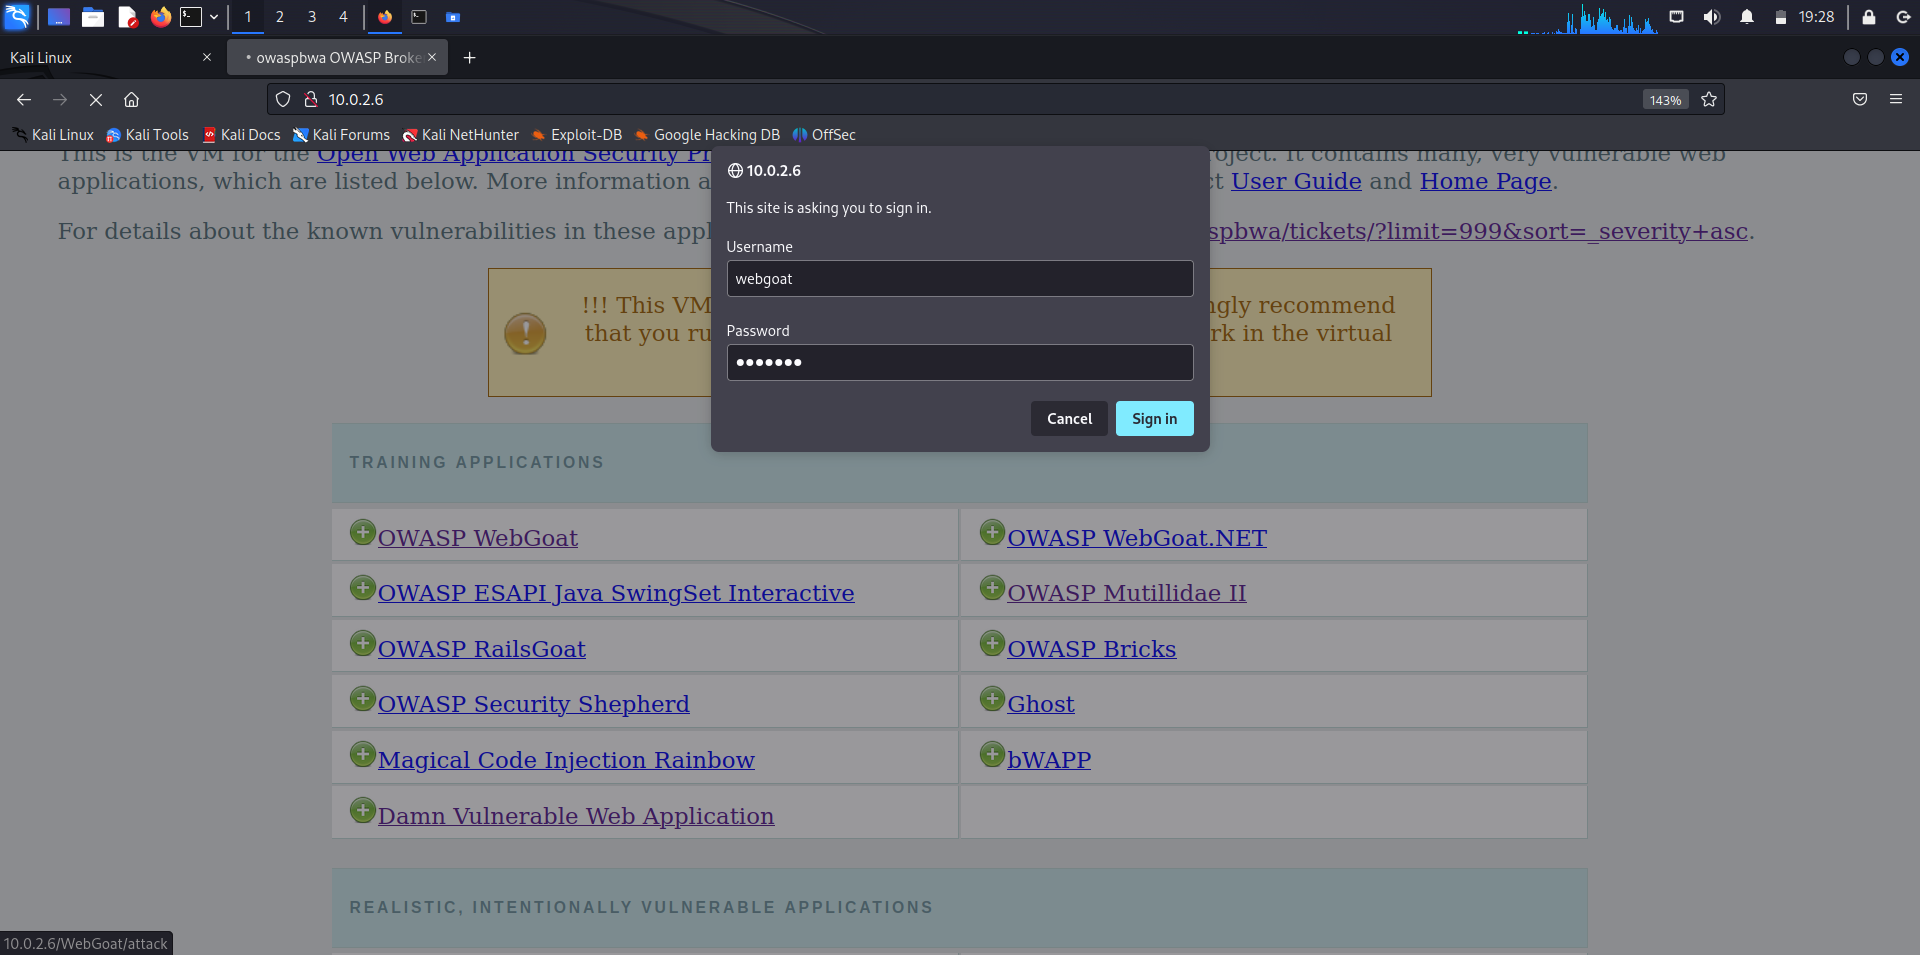 1 2 3 4
19:28
Kali Linux
owaspbwa OWASP Broke
10.0.2.6
143%
Kali Linux Kali Tools Kali Docs Kali Forums Kali NetHunter Exploit-DB Google Hacking DB OffSec
This is the VM for the Open Web Application Security Pr oject. It contains many, very vulnerable web
applications, which are listed below. More information a ct User Guide and Home Page.
For details about the known vulnerabilities in these appl spbwa/tickets/?limit=999&sort=_severity+asc.
!!! This VM ngly recommend
that you ru rk in the virtual
10.0.2.6
This site is asking you to sign in.
Username
webgoat
Password
•••••••
Cancel Sign in
TRAINING APPLICATIONS
OWASP WebGoat OWASP WebGoat.NET
OWASP ESAPI Java SwingSet Interactive OWASP Mutillidae II
OWASP RailsGoat OWASP Bricks
OWASP Security Shepherd Ghost
Magical Code Injection Rainbow bWAPP
Damn Vulnerable Web Application
REALISTIC, INTENTIONALLY VULNERABLE APPLICATIONS
10.0.2.6/WebGoat/attack